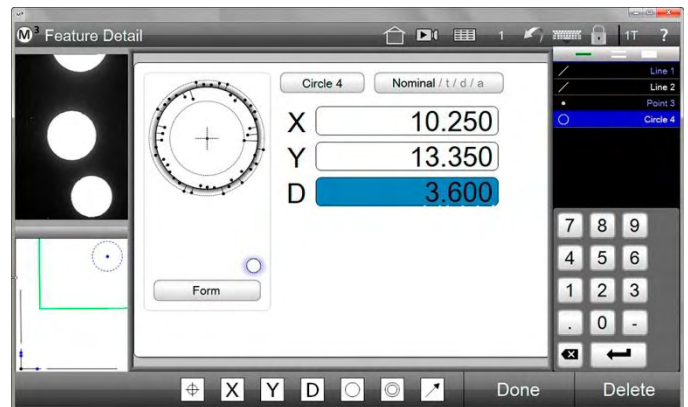 M³ Feature Detail
1
1T
?
Circle 4
Nominal / t / d / a
X 10.250
Y 13.350
D 3.600
Form
Line 1
Line 2
Point 3
Circle 4
7 8 9
4 5 6
1 2 3
. 0 -
X Y D
Done
Delete